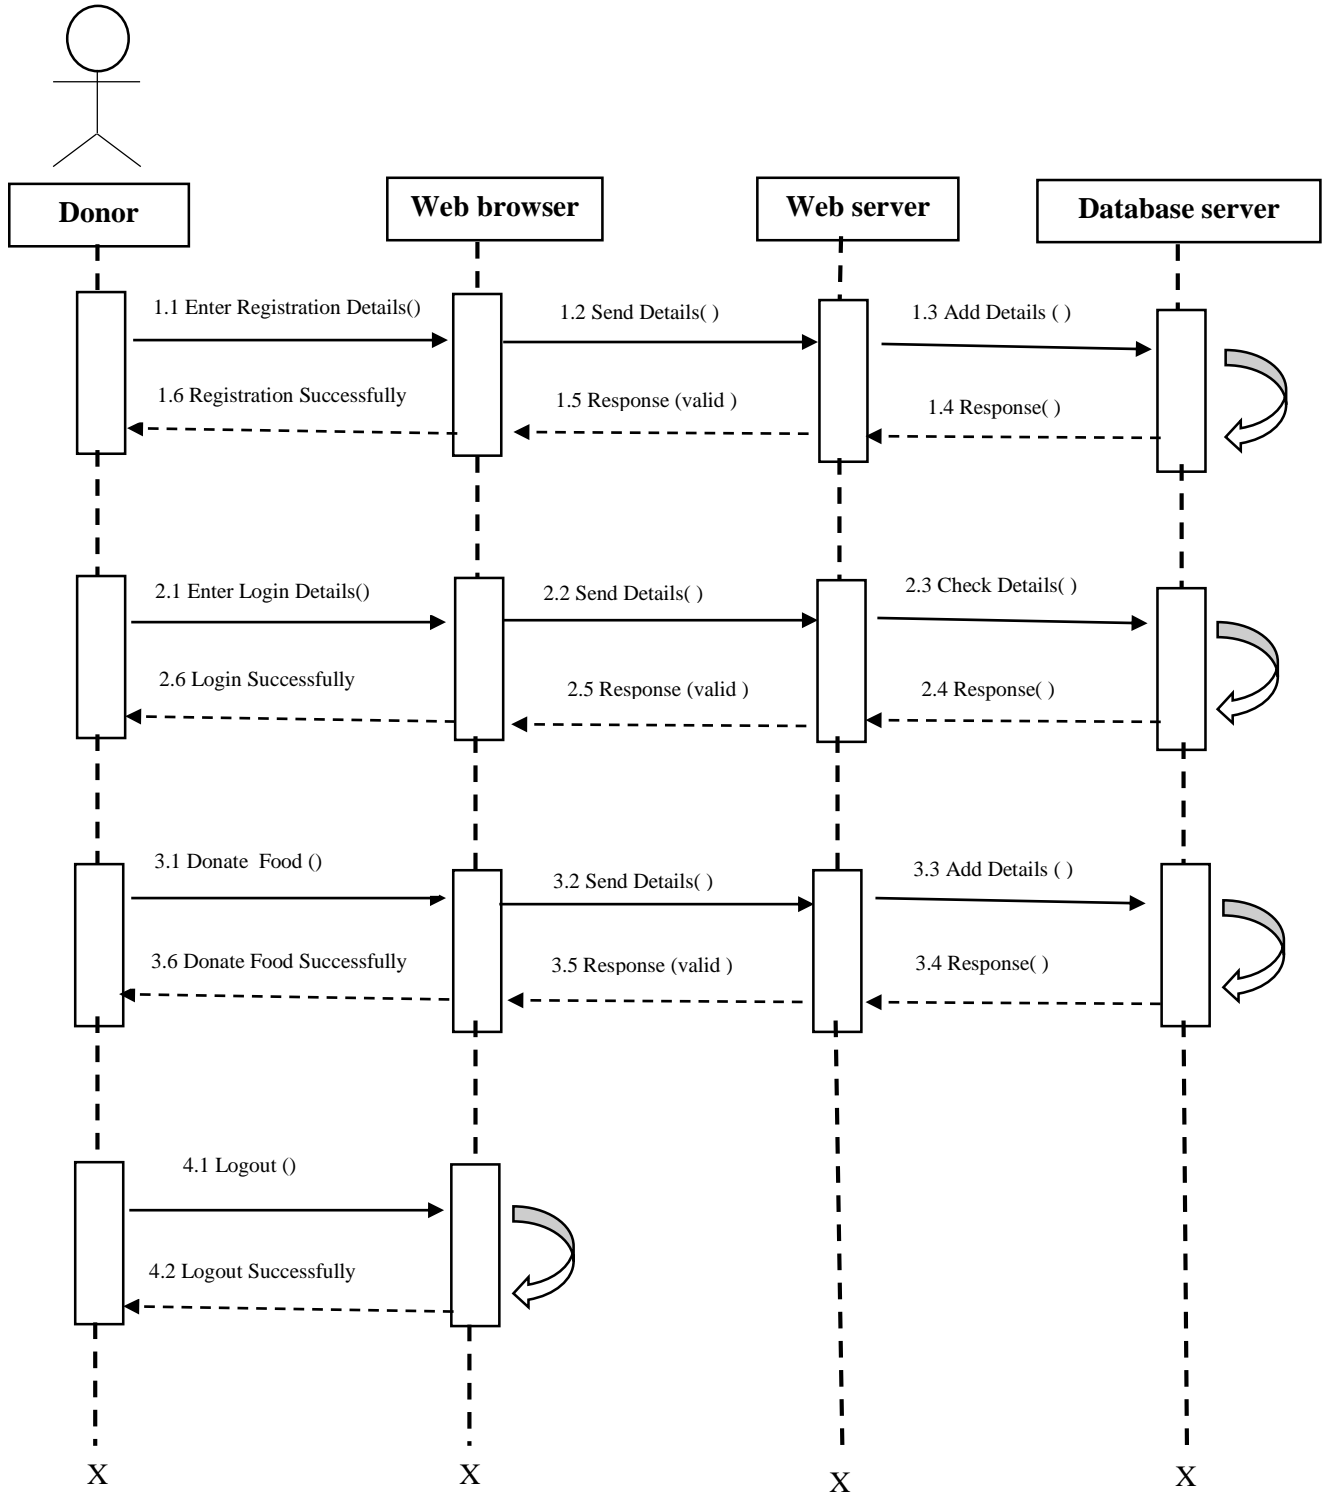 Donor
Web browser
Web server
Database server
1.1 Enter Registration Details()
1.2 Send Details( )
1.3 Add Details ( )
1.6 Registration Successfully
1.5 Response (valid )
1.4 Response( )
2.1 Enter Login Details()
2.2 Send Details( )
2.3 Check Details( )
2.6 Login Successfully
2.5 Response (valid )
2.4 Response( )
3.1 Donate Food ()
3.2 Send Details( )
3.3 Add Details ( )
3.6 Donate Food Successfully
3.5 Response (valid )
3.4 Response( )
4.1 Logout ()
4.2 Logout Successfully
X
X
X
X